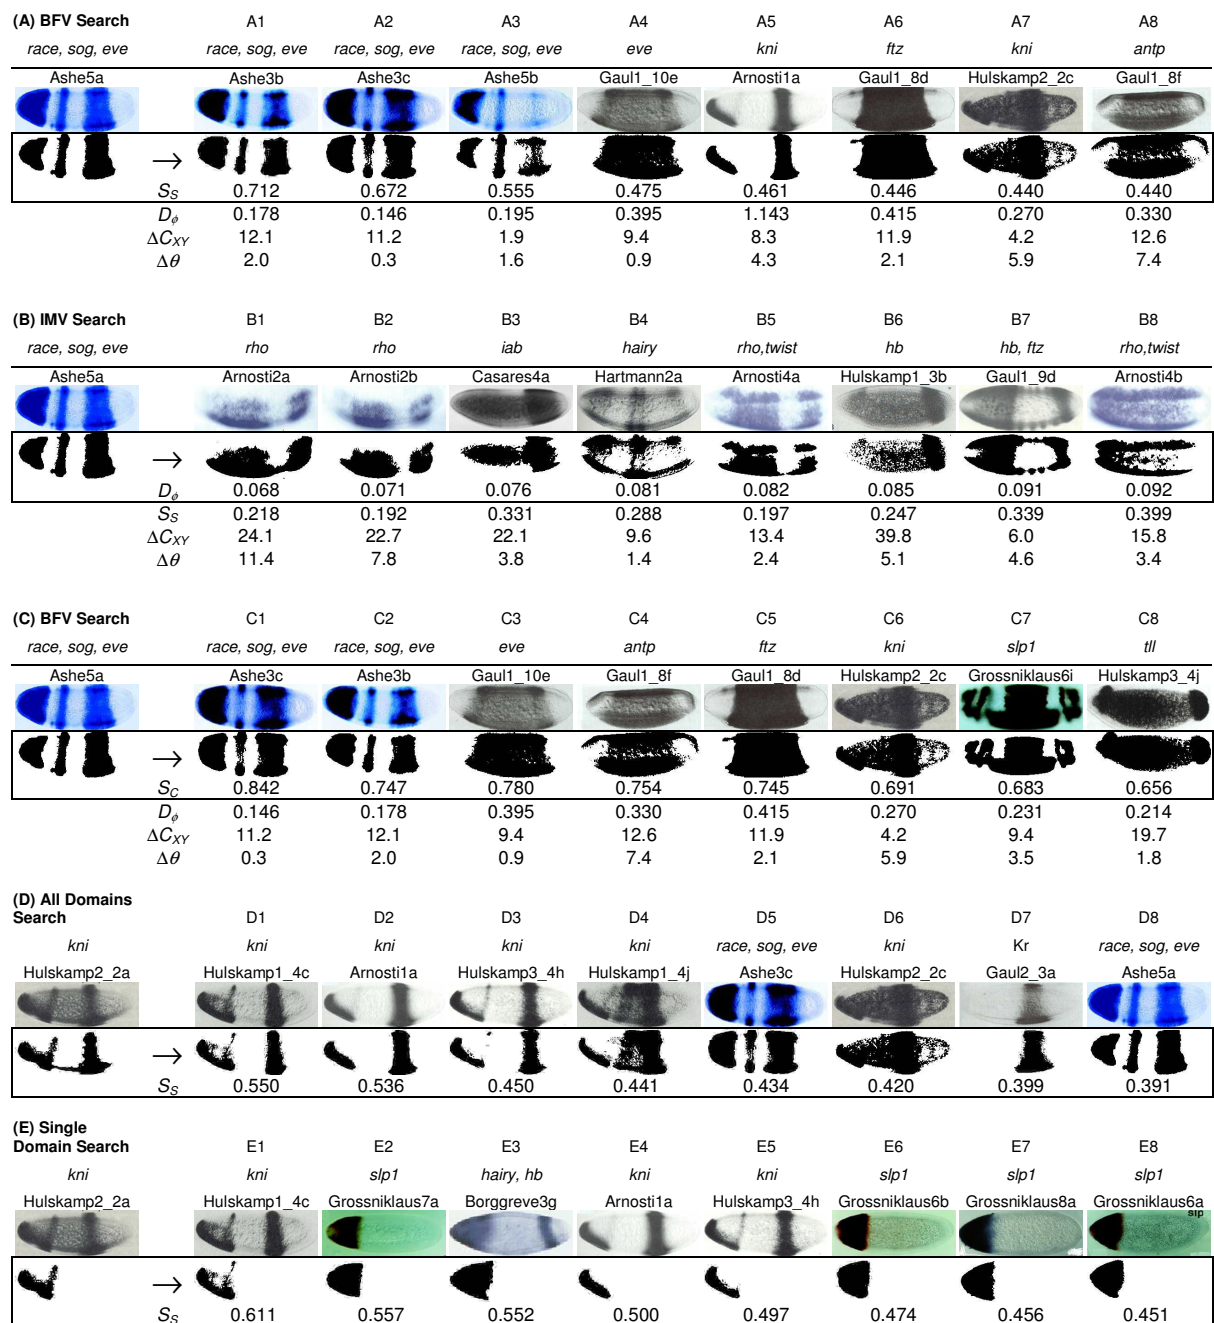 (A) BFV Search A1 A2 A3 A4 A5 A6 A7 A8
race, sog, eve race, sog, eve race, sog, eve race, sog, eve eve kni ftz kni antp
Ashe5a Ashe3b Ashe3c Ashe5b Gaul1_10e Arnosti1a Gaul1_8d Hulskamp2_2c Gaul1_8f
→
S_S 0.712 0.672 0.555 0.475 0.461 0.446 0.440 0.440
D_ϕ 0.178 0.146 0.195 0.395 1.143 0.415 0.270 0.330
ΔC_XY 12.1 11.2 1.9 9.4 8.3 11.9 4.2 12.6
Δθ 2.0 0.3 1.6 0.9 4.3 2.1 5.9 7.4
(B) IMV Search B1 B2 B3 B4 B5 B6 B7 B8
race, sog, eve rho rho iab hairy rho,twist hb hb, ftz rho,twist
Ashe5a Arnosti2a Arnosti2b Casares4a Hartmann2a Arnosti4a Hulskamp1_3b Gaul1_9d Arnosti4b
→
D_ϕ 0.068 0.071 0.076 0.081 0.082 0.085 0.091 0.092
S_S 0.218 0.192 0.331 0.288 0.197 0.247 0.339 0.399
ΔC_XY 24.1 22.7 22.1 9.6 13.4 39.8 6.0 15.8
Δθ 11.4 7.8 3.8 1.4 2.4 5.1 4.6 3.4
(C) BFV Search C1 C2 C3 C4 C5 C6 C7 C8
race, sog, eve race, sog, eve race, sog, eve eve antp ftz kni slp1 tll
Ashe5a Ashe3c Ashe3b Gaul1_10e Gaul1_8f Gaul1_8d Hulskamp2_2c Grossniklaus6i Hulskamp3_4j
→
S_C 0.842 0.747 0.780 0.754 0.745 0.691 0.683 0.656
D_ϕ 0.146 0.178 0.395 0.330 0.415 0.270 0.231 0.214
ΔC_XY 11.2 12.1 9.4 12.6 11.9 4.2 9.4 19.7
Δθ 0.3 2.0 0.9 7.4 2.1 5.9 3.5 1.8
(D) All Domains
Search D1 D2 D3 D4 D5 D6 D7 D8
kni kni kni kni kni race, sog, eve kni Kr race, sog, eve
Hulskamp2_2a Hulskamp1_4c Arnosti1a Hulskamp3_4h Hulskamp1_4j Ashe3c Hulskamp2_2c Gaul2_3a Ashe5a
→
S_S 0.550 0.536 0.450 0.441 0.434 0.420 0.399 0.391
(E) Single
Domain Search E1 E2 E3 E4 E5 E6 E7 E8
kni kni slp1 hairy, hb kni kni slp1 slp1 slp1
Hulskamp2_2a Hulskamp1_4c Grossniklaus7a Borggreve3g Arnosti1a Hulskamp3_4h Grossniklaus6b Grossniklaus8a Grossniklaus6a
slp
→
S_S 0.611 0.557 0.552 0.500 0.497 0.474 0.456 0.451